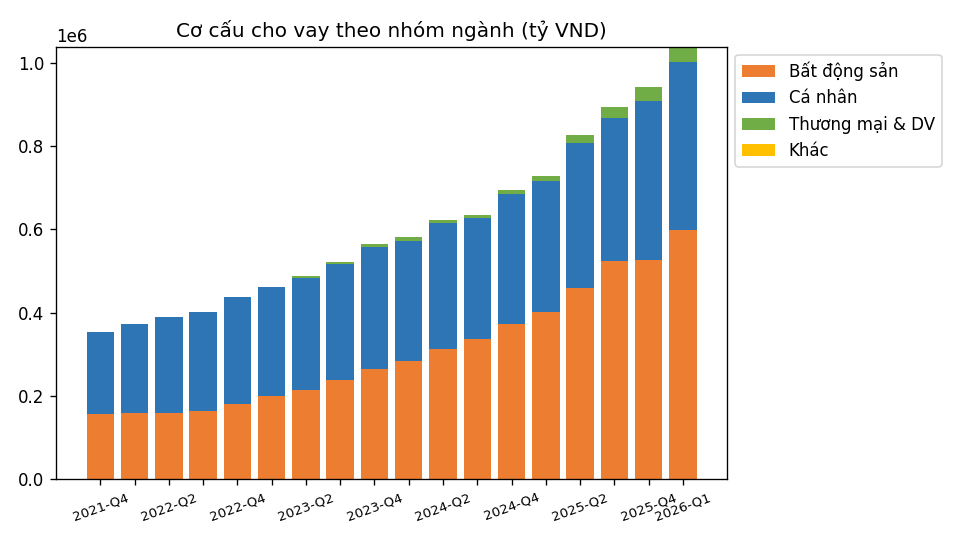 Cơ cấu cho vay theo nhóm ngành (tỷ VND)
1e6
1.0
0.8
0.6
0.4
0.2
0.0
2021-Q4
2022-Q2
2022-Q4
2023-Q2
2023-Q4
2024-Q2
2024-Q4
2025-Q2
2025-Q4
2026-Q1
Bất động sản
Cá nhân
Thương mại & DV
Khác